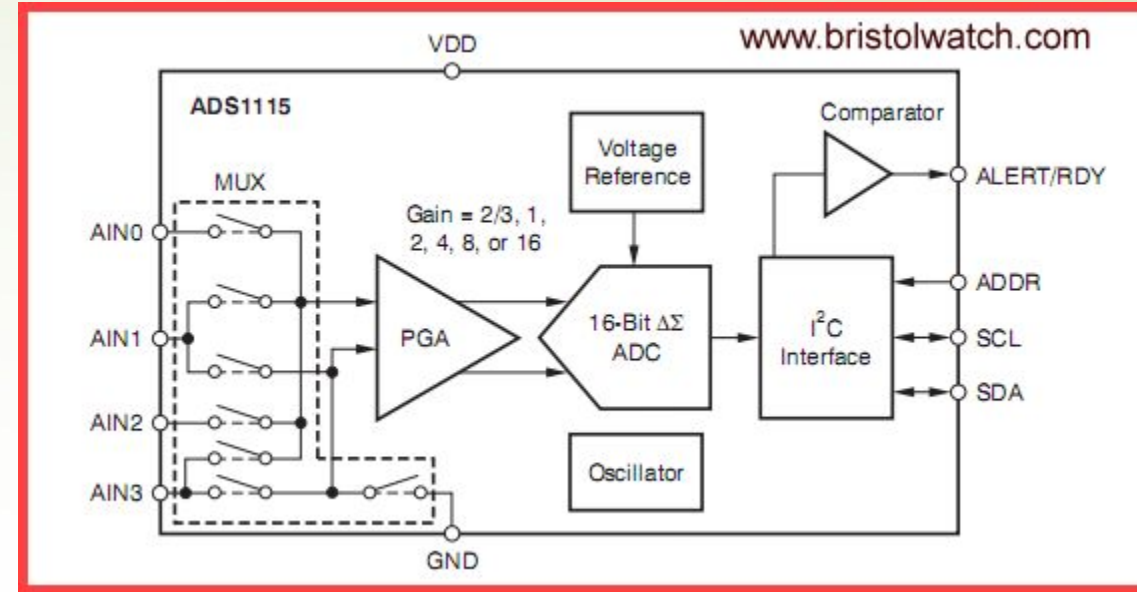 www.bristolwatch.com
VDD
ADS1115
Comparator
MUX
Voltage
Reference
ALERT/RDY
Gain = 2/3, 1,
2, 4, 8, or 16
AIN0
ADDR
AIN1
PGA
16-Bit ΔΣ
ADC
I²C
Interface
SCL
SDA
AIN2
Oscillator
AIN3
GND